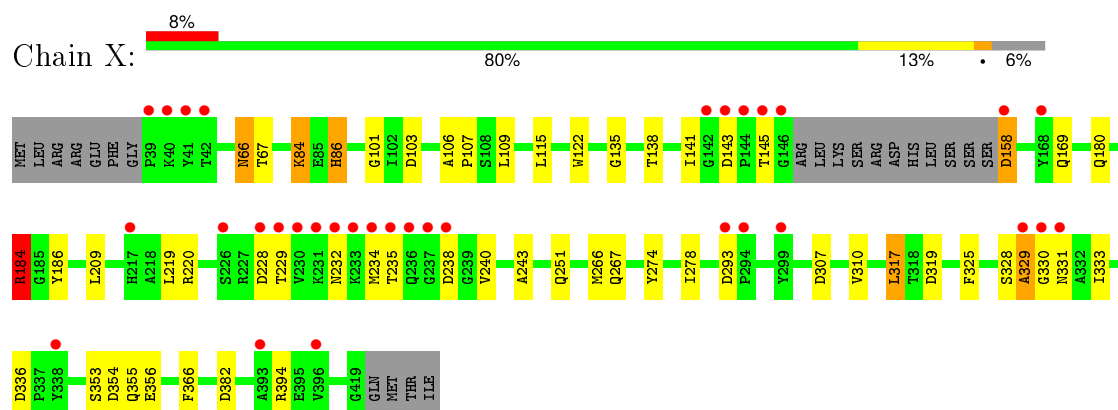 8%
Chain X:
80% 13% • 6%
MET LEU ARG ARG GLU PHE GLY P39 K40 Y41 T42 N66 T67 K84 E85 H86 G101 I102 D103 A106 P107 S108 L109 L115 W122 G135 T138 I141 G142 D143 P144 T145 G146 ARG LEU LYS SER ARG ASP HIS LEU SER SER SER D158 Y168 Q169 Q180
R184 G185 Y186 L209 H217 A218 L219 R220 S226 R227 D228 T229 V230 K231 N232 K233 M234 T235 Q236 G237 D238 G239 V240 A243 Q251 M266 Q267 Y274 I278 D293 P294 Y299 D307 V310 L317 T318 D319 F325 S328 A329 G330 N331 A332 I333
D336 P337 Y338 S353 D354 Q355 E356 F366 D382 A393 R394 E395 V396 G419 GLN MET THR ILE